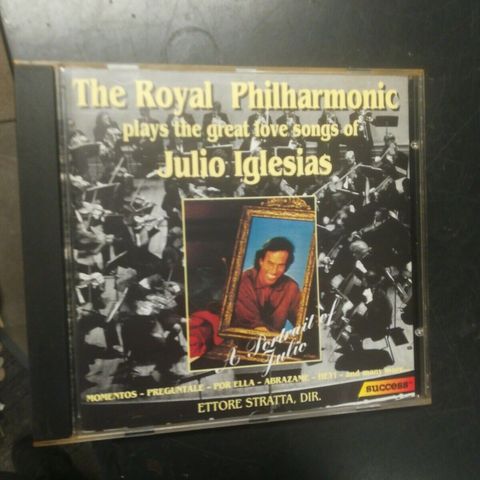 The Royal Philharmonic
plays the great love songs of
Julio Iglesias
A Portrait of
Julio
MOMENTOS - PREGUNTALE - POR ELLA - ABRAZAME - HEY! - and many more...
success
ETTORE STRATTA, DIR.